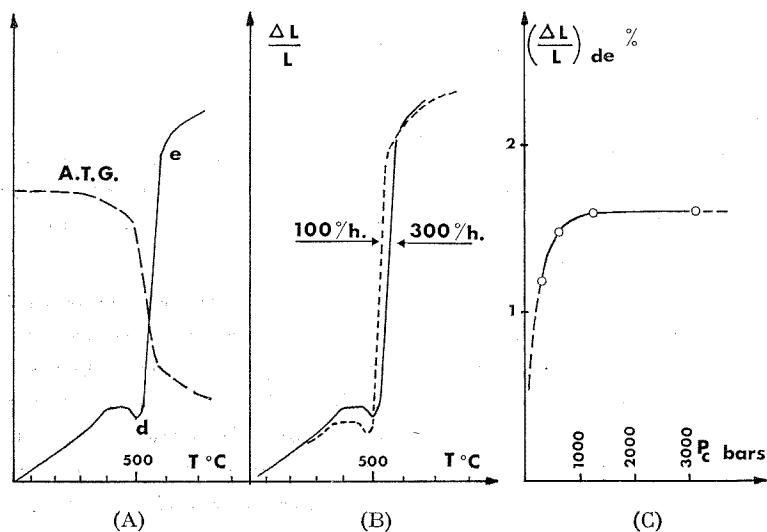 A.T.G.
e
d
500 T °C
(A)
ΔL
L
100°/h. 300°/h.
500 T °C
(B)
(ΔL/L) de %
2
1
1000 2000 3000 Pc bars
(C)